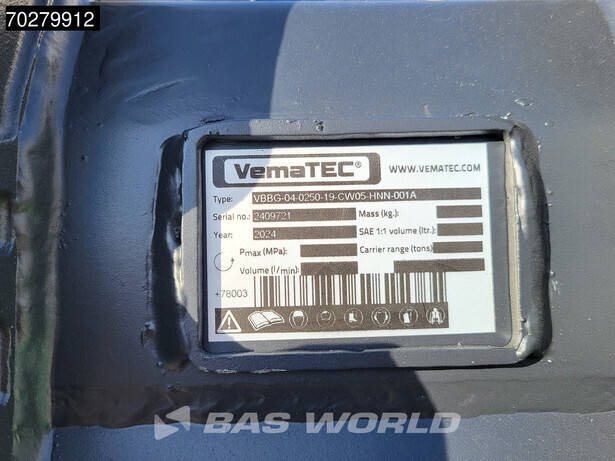 70279912
VemaTEC® WWW.VEMATEC.COM
Type: VBBG-04-0250-19-CW05-HNN-001A
Serial no.: 2409721 Mass (kg.):
Year: 2024 SAE 1:1 volume (ltr.):
Pmax (MPa): Carrier range (tons)
Volume (l/min):
+78003
BAS WORLD